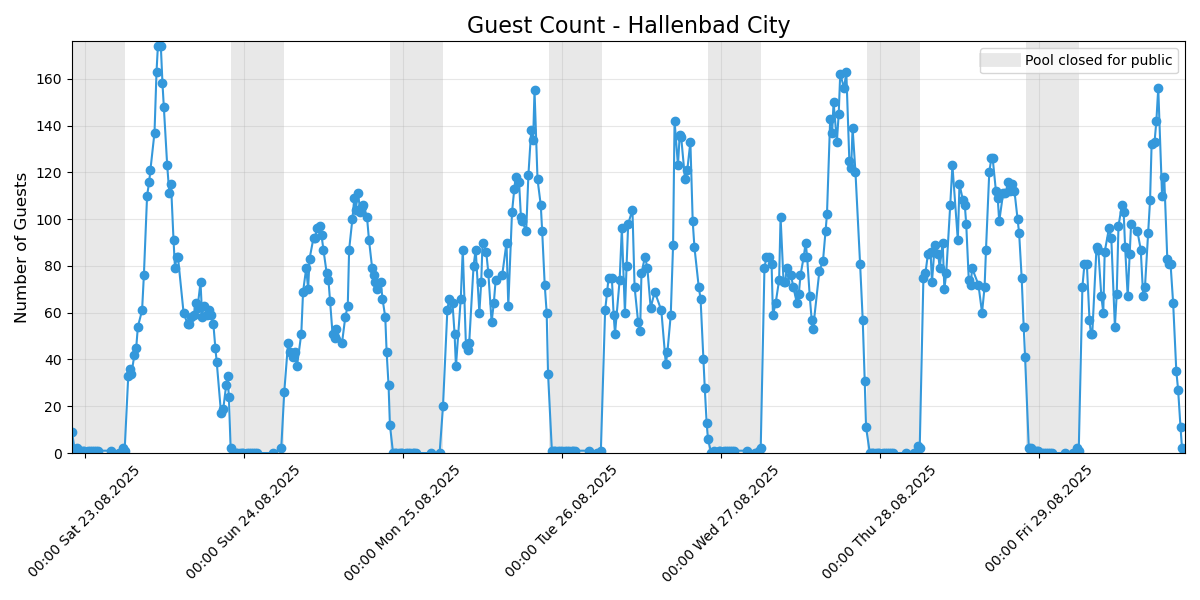 Guest Count - Hallenbad City
Pool closed for public
Number of Guests
160
140
120
100
80
60
40
20
0
00:00 Sat 23.08.2025
00:00 Sun 24.08.2025
00:00 Mon 25.08.2025
00:00 Tue 26.08.2025
00:00 Wed 27.08.2025
00:00 Thu 28.08.2025
00:00 Fri 29.08.2025